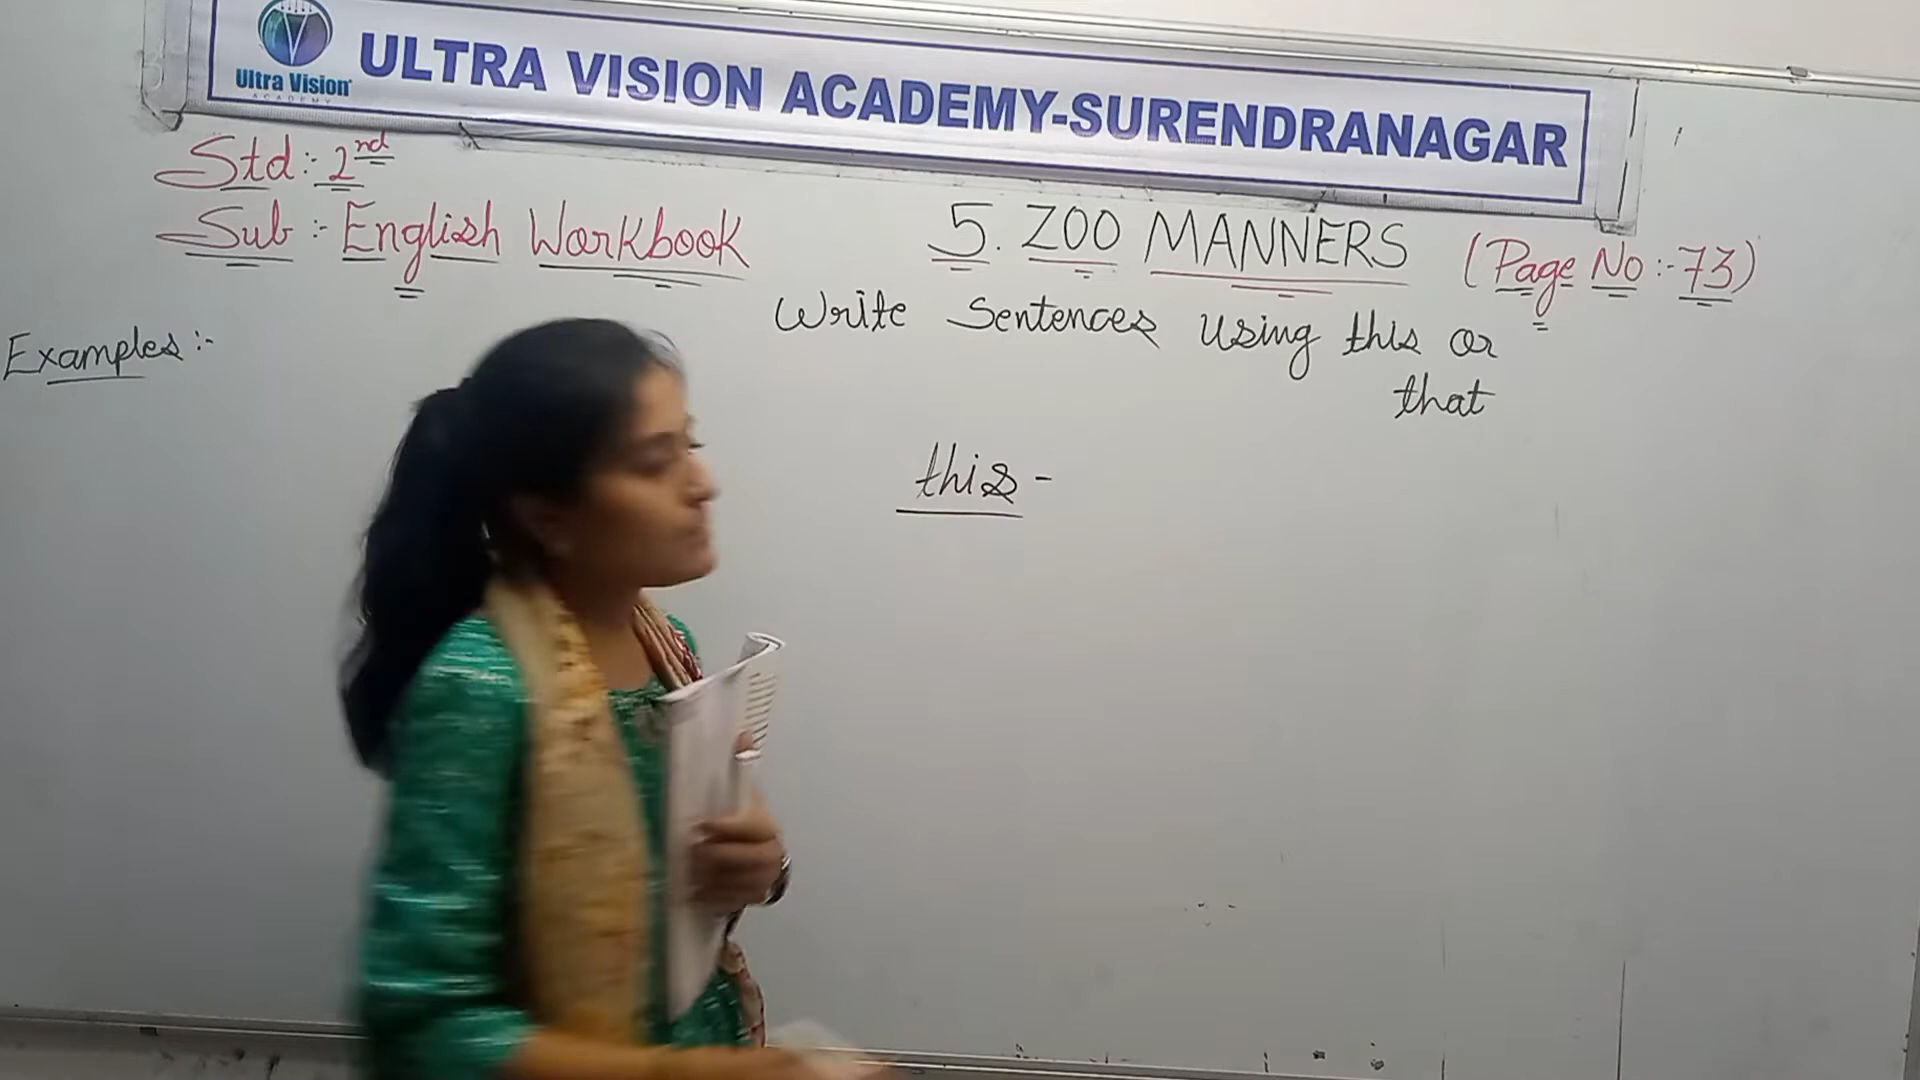 Ultra Vision
ACADEMY
ULTRA VISION ACADEMY-SURENDRANAGAR
Std:- 2nd
Sub:- English Workbook
5. ZOO MANNERS (Page No:-73)
Write Sentences Using this or
that
Examples:-
this -